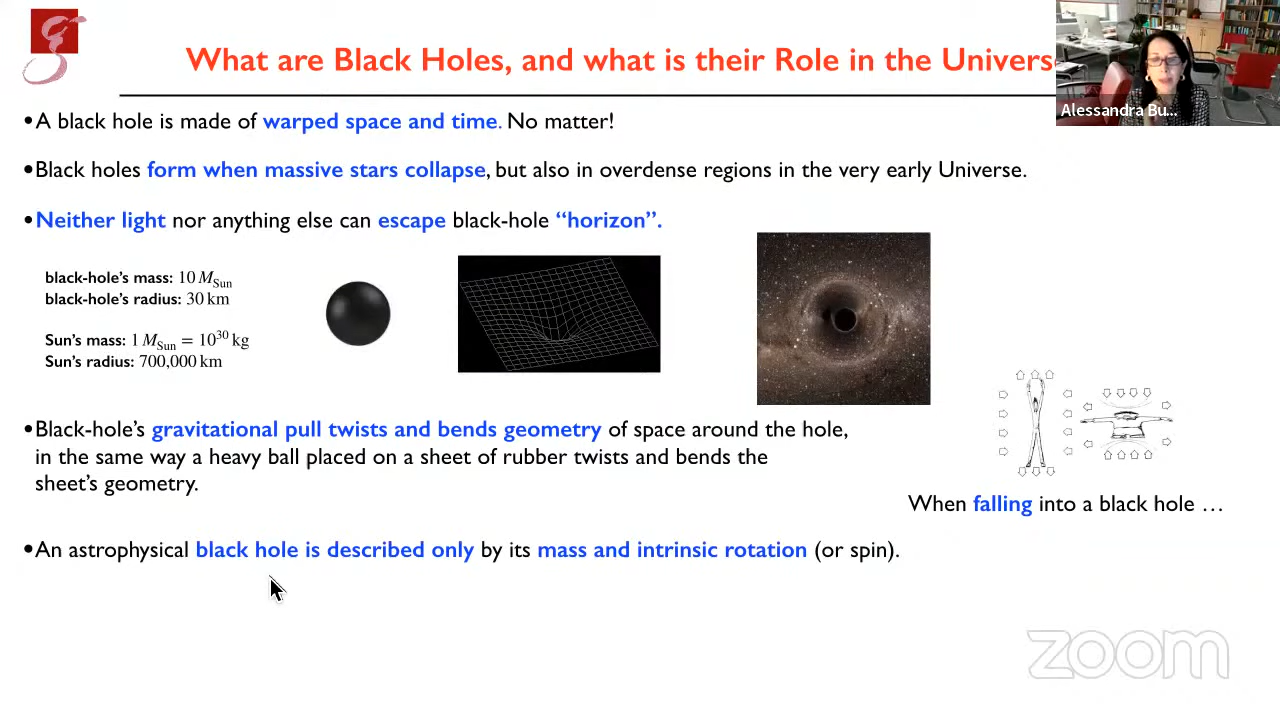 What are Black Holes, and what is their Role in the Univers
Alessandra Bu...
•A black hole is made of warped space and time. No matter!
•Black holes form when massive stars collapse, but also in overdense regions in the very early Universe.
•Neither light nor anything else can escape black-hole “horizon”.
black-hole’s mass: 10 M_Sun
black-hole’s radius: 30 km
Sun’s mass: 1 M_Sun = 10^30 kg
Sun’s radius: 700,000 km
•Black-hole’s gravitational pull twists and bends geometry of space around the hole,
in the same way a heavy ball placed on a sheet of rubber twists and bends the
sheet’s geometry.
When falling into a black hole …
•An astrophysical black hole is described only by its mass and intrinsic rotation (or spin).
zoom